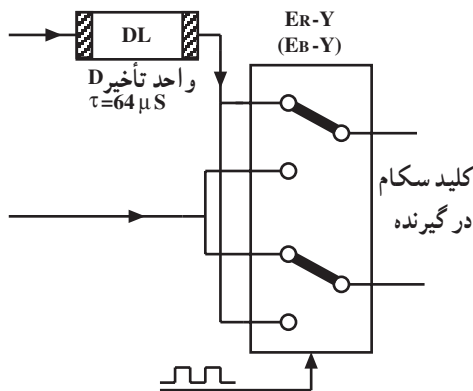 DL
واحد تأخیر D
τ=64 µS
ER-Y
(EB-Y)
کلید سکام
در گیرنده